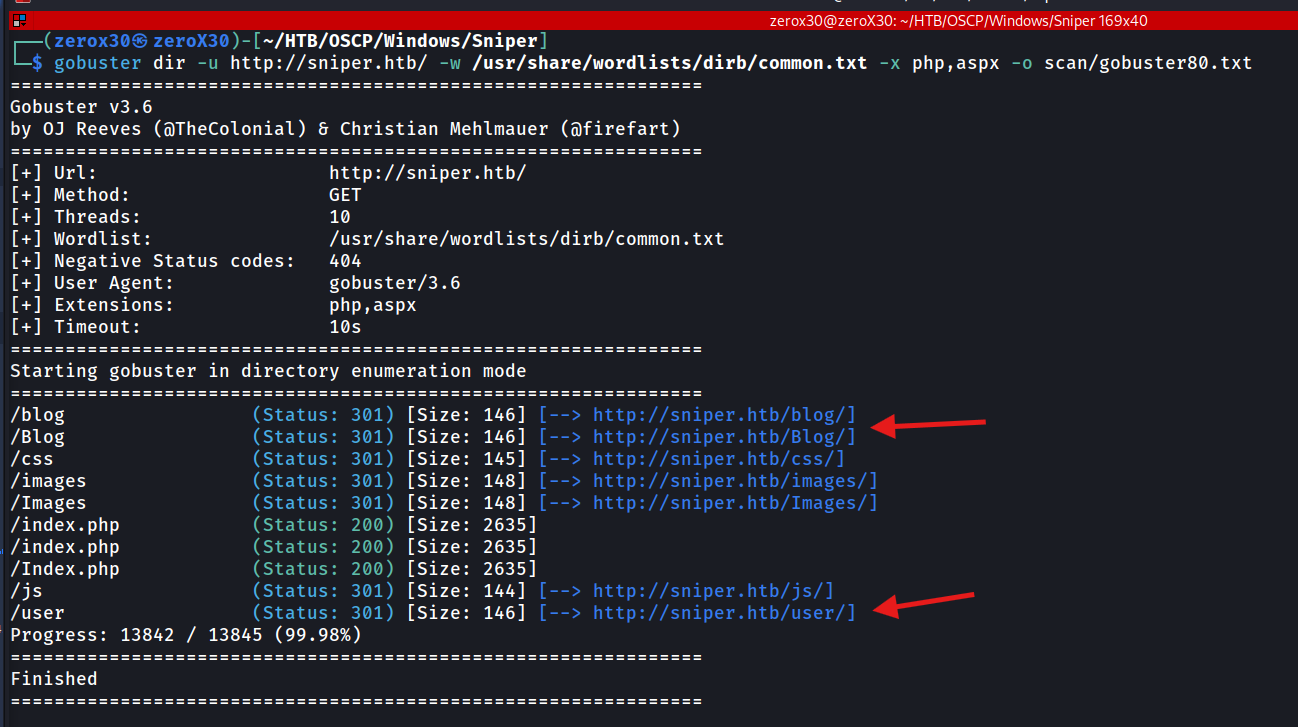 zerox30@zeroX30: ~/HTB/OSCP/Windows/Sniper 169x40
┌──(zerox30㉿zeroX30)-[~/HTB/OSCP/Windows/Sniper]
└─$ gobuster dir -u http://sniper.htb/ -w /usr/share/wordlists/dirb/common.txt -x php,aspx -o scan/gobuster80.txt
===============================================================
Gobuster v3.6
by OJ Reeves (@TheColonial) & Christian Mehlmauer (@firefart)
===============================================================
[+] Url:                     http://sniper.htb/
[+] Method:                  GET
[+] Threads:                 10
[+] Wordlist:                /usr/share/wordlists/dirb/common.txt
[+] Negative Status codes:   404
[+] User Agent:              gobuster/3.6
[+] Extensions:              php,aspx
[+] Timeout:                 10s
===============================================================
Starting gobuster in directory enumeration mode
===============================================================
/blog                 (Status: 301) [Size: 146] [--> http://sniper.htb/blog/]
/Blog                 (Status: 301) [Size: 146] [--> http://sniper.htb/Blog/]
/css                  (Status: 301) [Size: 145] [--> http://sniper.htb/css/]
/images               (Status: 301) [Size: 148] [--> http://sniper.htb/images/]
/Images               (Status: 301) [Size: 148] [--> http://sniper.htb/Images/]
/index.php            (Status: 200) [Size: 2635]
/index.php            (Status: 200) [Size: 2635]
/Index.php            (Status: 200) [Size: 2635]
/js                   (Status: 301) [Size: 144] [--> http://sniper.htb/js/]
/user                 (Status: 301) [Size: 146] [--> http://sniper.htb/user/]
Progress: 13842 / 13845 (99.98%)
===============================================================
Finished
===============================================================